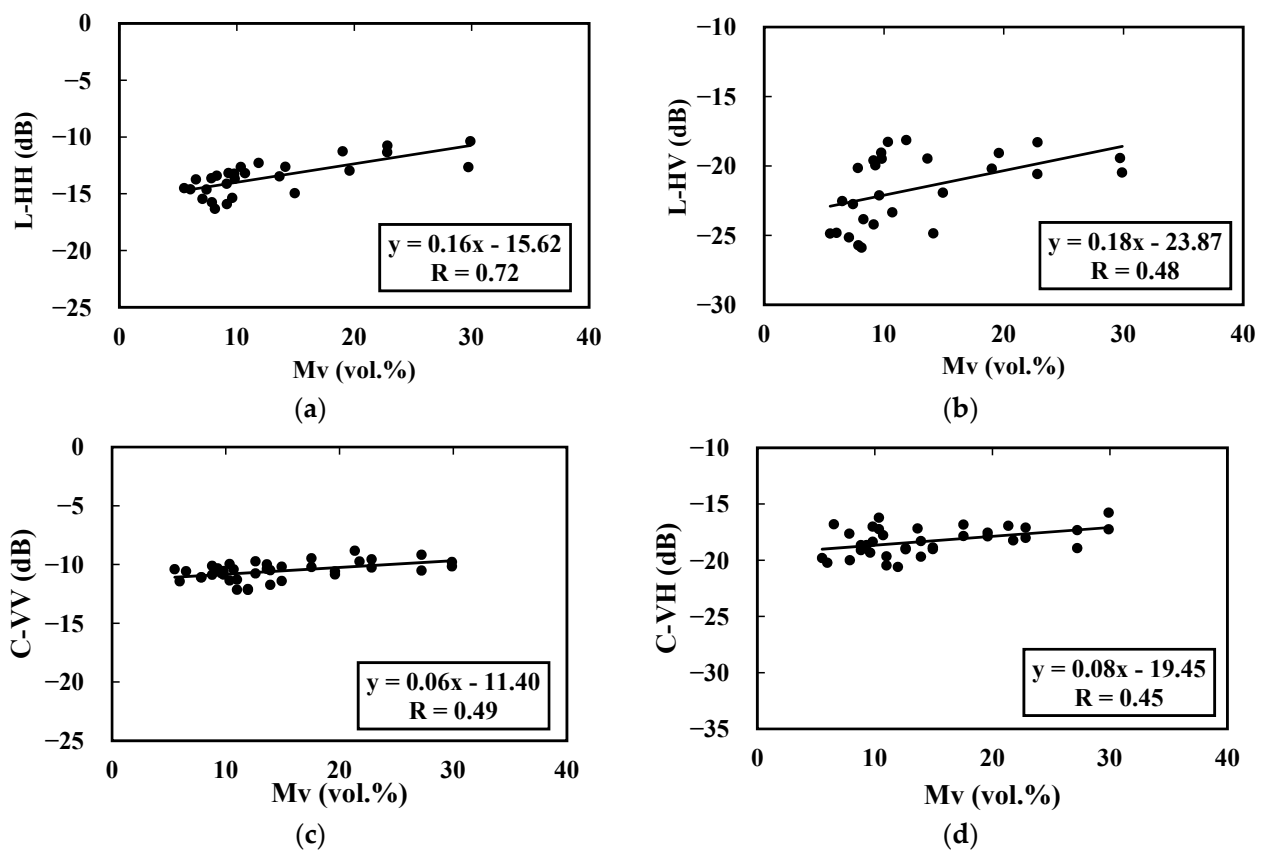 0
−5
−10
−15
−20
−25
L-HH (dB)
y = 0.16x - 15.62
R = 0.72
0 10 20 30 40
Mv (vol.%)
(a)
−10
−15
−20
−25
−30
L-HV (dB)
y = 0.18x - 23.87
R = 0.48
0 10 20 30 40
Mv (vol.%)
(b)
0
−5
−10
−15
−20
−25
C-VV (dB)
y = 0.06x - 11.40
R = 0.49
0 10 20 30 40
Mv (vol.%)
(c)
−10
−15
−20
−25
−30
−35
C-VH (dB)
y = 0.08x - 19.45
R = 0.45
0 10 20 30 40
Mv (vol.%)
(d)